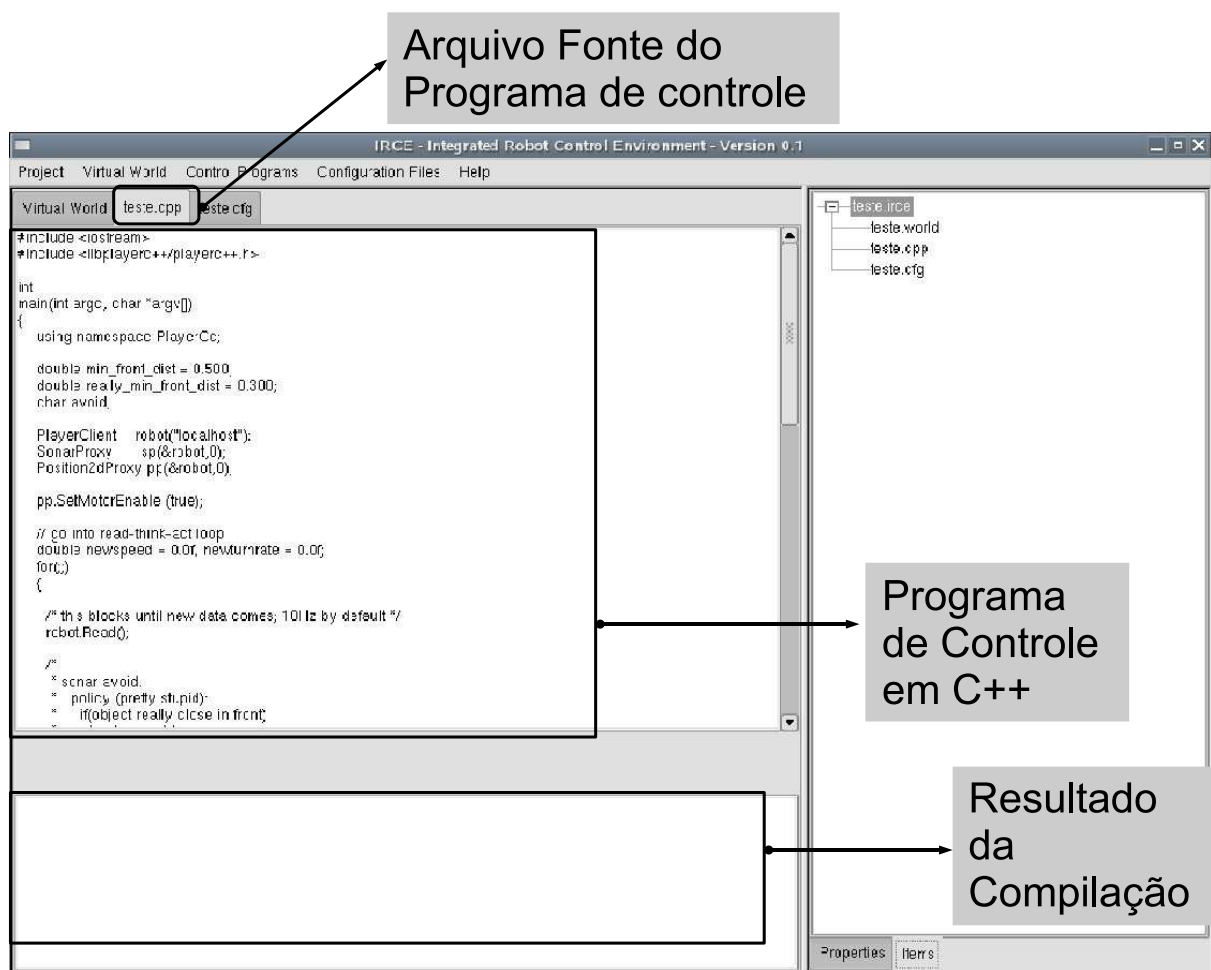 Arquivo Fonte do
Programa de controle
IRCE - Integrated Robot Control Environment - Version 0.1
Project Virtual World Control Programs Configuration Files Help
Virtual World teste.cpp teste.cfg
#include <iostream>
#include <libplayerc++/playerc++.h>
int
main(int argc, char *argv[])
{
using namespace PlayerCc;
double min_front_dist = 0.500;
double really_min_front_dist = 0.300;
char avoid;
PlayerClient robot("localhost");
SonarProxy sp(&robot,0);
Position2dProxy pp(&robot,0);
pp.SetMotorEnable (true);
// go into read-think-act loop
double newspeed = 0.0f, newturnrate = 0.0f;
for(;;)
{
/* this blocks until new data comes; 10Hz by default */
robot.Read();
/*
* sonar avoid.
* policy (pretty stupid):
* if(object really close in front)
teste.irce
teste.world
teste.cpp
teste.cfg
Programa
de Controle
em C++
Resultado
da
Compilação
Properties Items